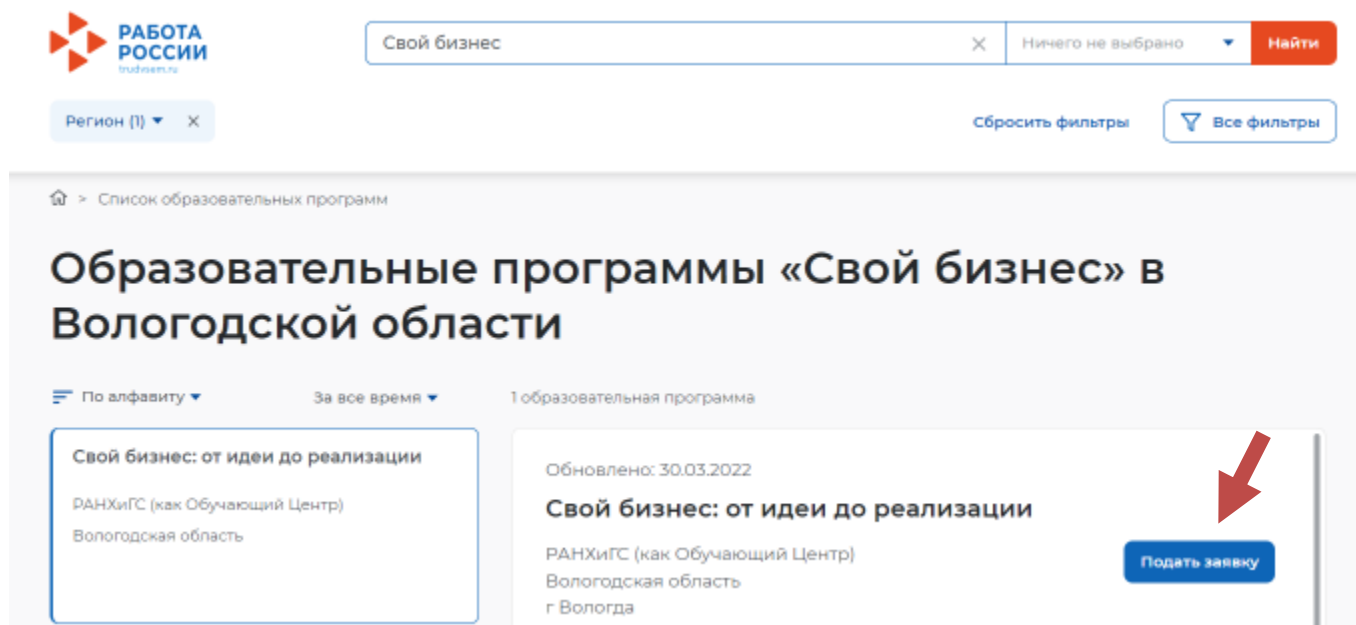 РАБОТА
РОССИИ
trudvsem.ru
Свой бизнес
Ничего не выбрано
Найти
Регион (1)
Сбросить фильтры
Все фильтры
> Список образовательных программ
Образовательные программы «Свой бизнес» в
Вологодской области
По алфавиту
За все время
1 образовательная программа
Свой бизнес: от идеи до реализации
РАНХиГС (как Обучающий Центр)
Вологодская область
Обновлено: 30.03.2022
Свой бизнес: от идеи до реализации
РАНХиГС (как Обучающий Центр)
Вологодская область
г Вологда
Подать заявку